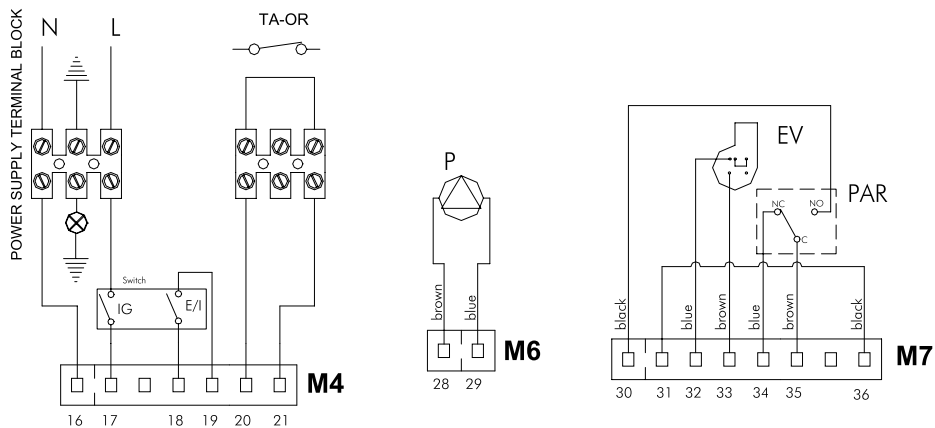 POWER SUPPLY TERMINAL BLOCK
N L
TA-OR
Switch
IG
E/I
M4
16 17 18 19 20 21
P
brown
blue
M6
28 29
EV
PAR
NC NO
C
black
blue
brown
blue
brown
black
M7
30 31 32 33 34 35 36